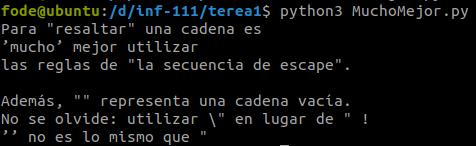 fode@ubuntu:/d/inf-111/terea1$ python3 MuchoMejor.py
Para "resaltar" una cadena es
’mucho’ mejor utilizar
las reglas de "la secuencia de escape".

Además, "" representa una cadena vacía.
No se olvide: utilizar \" en lugar de " !
’’ no es lo mismo que "